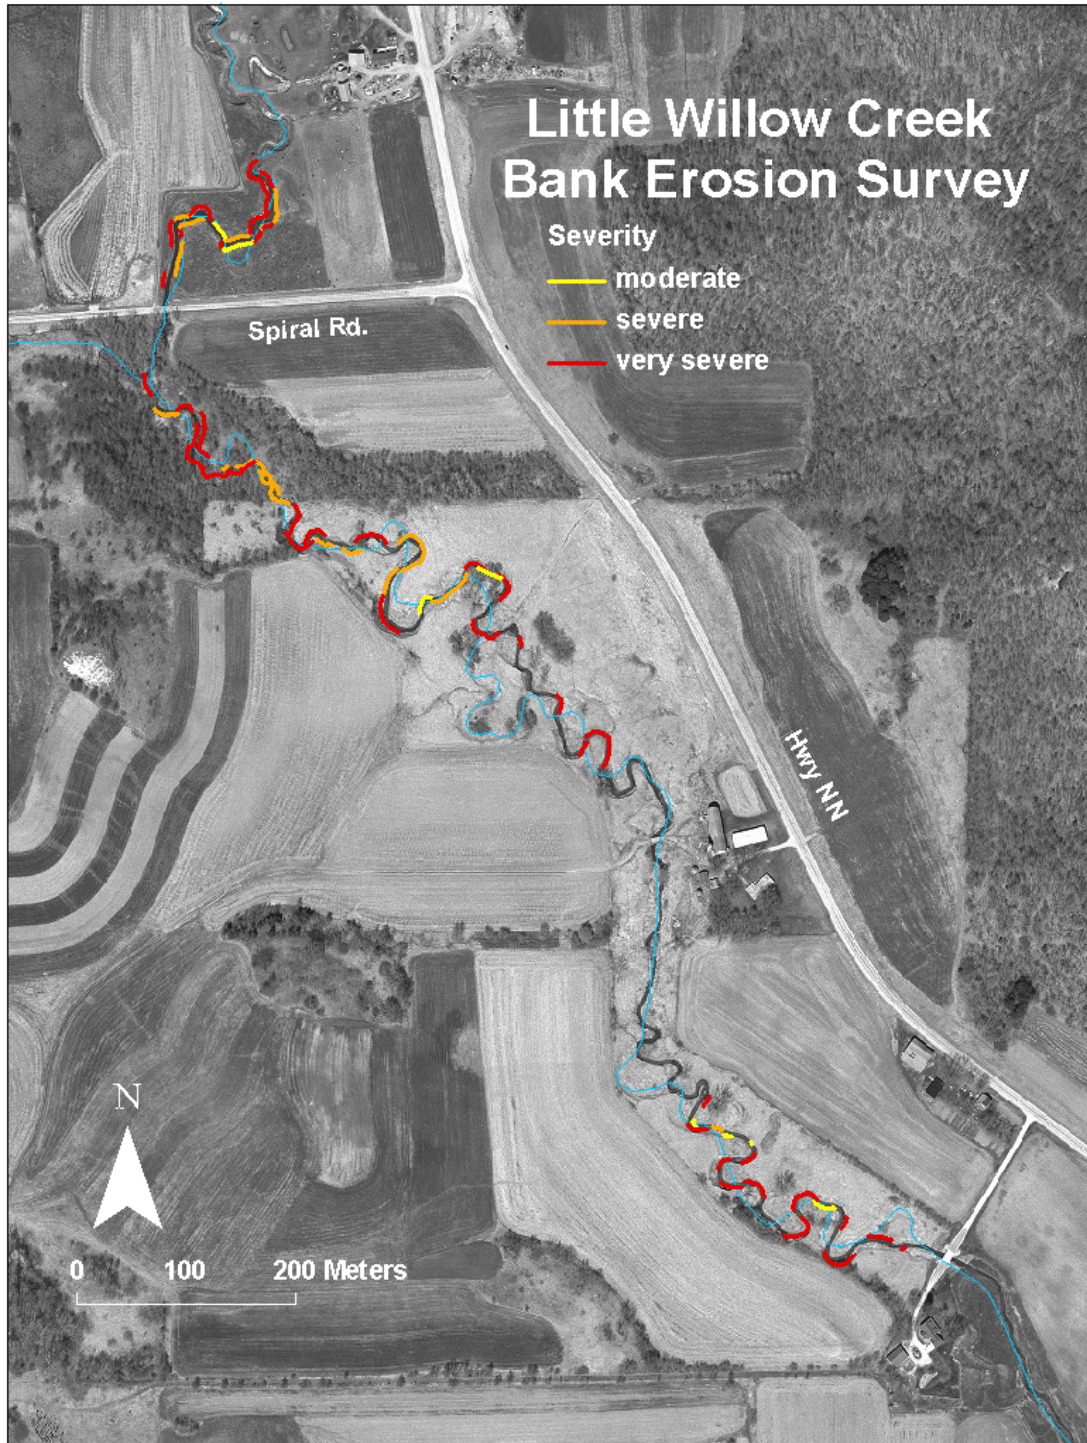 Little Willow Creek
Bank Erosion Survey
Severity
moderate
severe
very severe
Spiral Rd.
Hwy NN
N
0 100 200 Meters